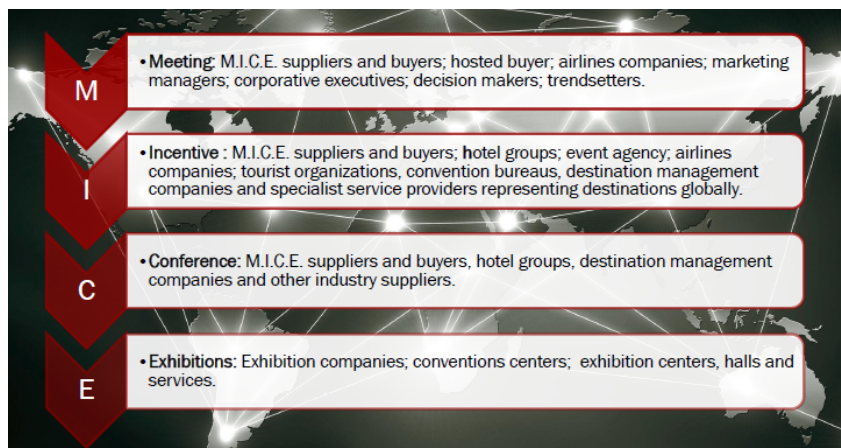 M
• Meeting: M.I.C.E. suppliers and buyers; hosted buyer; airlines companies; marketing
managers; corporative executives; decision makers; trendsetters.
I
• Incentive : M.I.C.E. suppliers and buyers; hotel groups; event agency; airlines
companies; tourist organizations, convention bureaus, destination management
companies and specialist service providers representing destinations globally.
C
• Conference: M.I.C.E. suppliers and buyers, hotel groups, destination management
companies and other industry suppliers.
E
• Exhibitions: Exhibition companies; conventions centers;  exhibition centers, halls and
services.